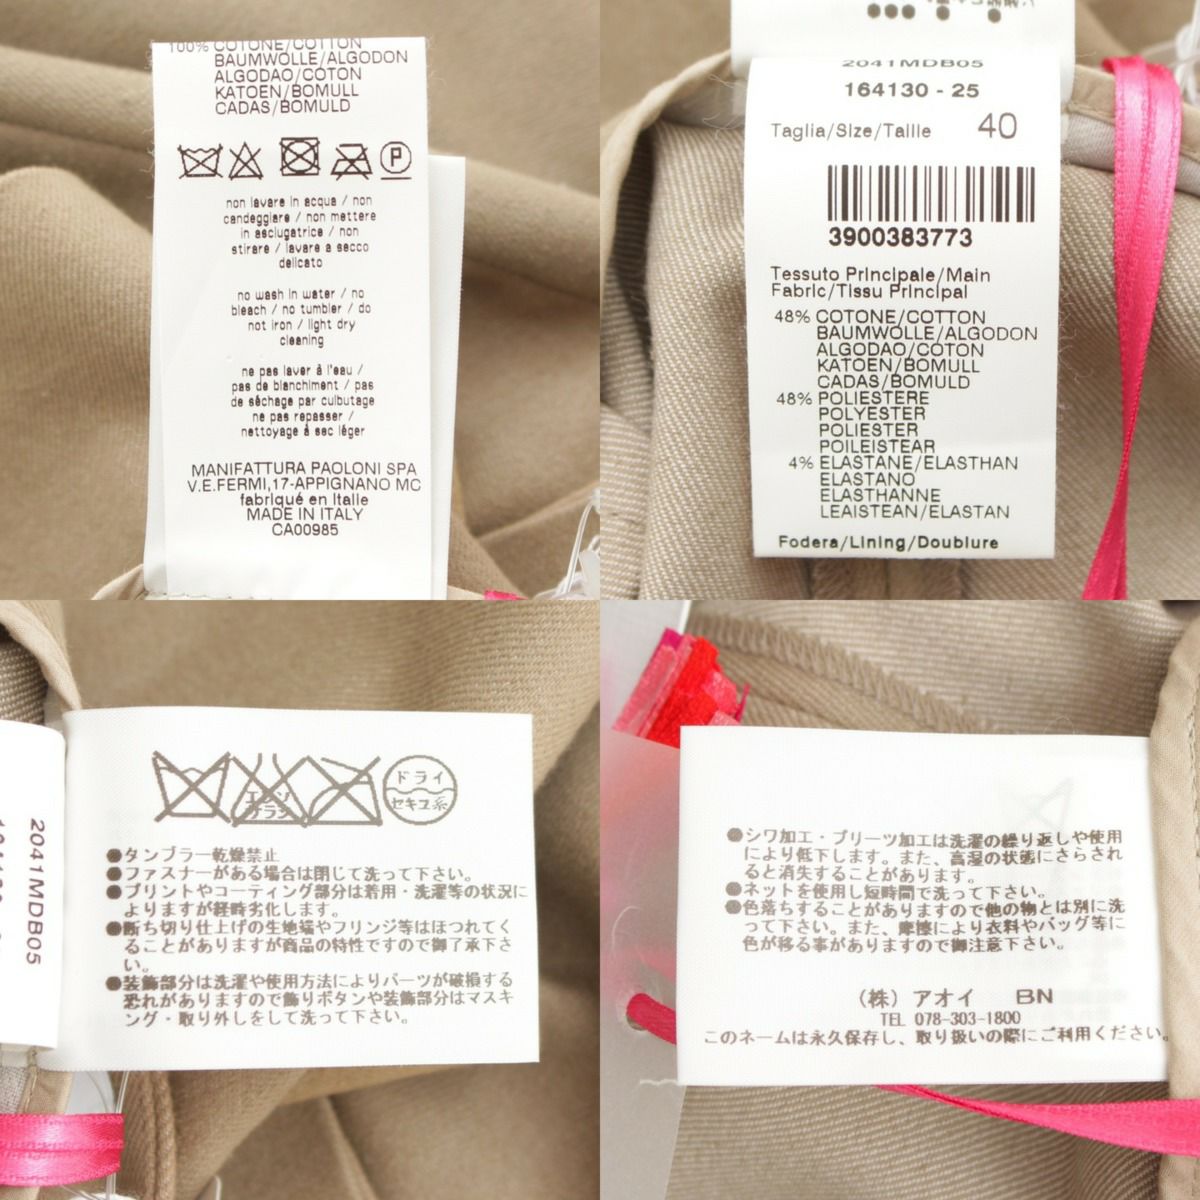 100% COTONE/COTTON
BAUMWOLLE/ALGODON
ALGODAO/COTON
KATOEN/BOMULL
CADAS/BOMULD
P
non lavare in acqua / non
candeggiare / non mettere
in asciugatrice / non
stirare / lavare a secco
delicato
no wash in water / no
bleach / no tumbler / do
not iron / light dry
cleaning
ne pas laver à l'eau /
pas de blanchiment / pas
de sêchage par culbutage
ne pas repasser /
nettoyage á sec léger
MANIFATTURA PAOLONI SPA
V.E.FERMI,17-APPIGNANO MC
fabriqué en Italie
MADE IN ITALY
CA00985
2041MDB05
164130 - 25
Taglia/Size/Taille 40
3900383773
Tessuto Principale/Main
Fabric/Tissu Principal
48% COTONE/COTTON
BAUMWOLLE/ALGODON
ALGODAO/COTON
KATOEN/BOMULL
CADAS/BOMULD
48% POLIESTERE
POLYESTER
POLIESTER
POILEISTEAR
4% ELASTANE/ELASTHAN
ELASTANO
ELASTHANNE
LEAISTEAN/ELASTAN
Fodera/Lining/Doublure
2041MDB05
エンソ
サラシ
ドライ
セキユ系
●タンブラー乾燥禁止
●ファスナーがある場合は閉じて洗って下さい。
●プリントやコーティング部分は着用・洗濯等の状況に
よりますが経時劣化します。
●断ち切り仕上げの生地端やフリンジ等はほつれてく
ることがありますが商品の特性ですので御了承下さ
い。
●装飾部分は洗濯や使用方法によりパーツが破損する
恐れがありますので飾りボタンや装飾部分はマスキ
ング・取り外しをして洗って下さい。
●シワ加工・プリーツ加工は洗濯の繰り返しや使用
により低下します。また、高湿の状態にさらされ
ると消失することがあります。
●ネットを使用し短時間で洗って下さい。
●色落ちすることがありますので他の物とは別に洗
って下さい。また、摩擦により衣料やバッグ等に
色が移る事がありますので御注意下さい。
(株) アオイ BN
TEL 078-303-1800
このネームは永久保存し、取り扱いの際にご利用ください。